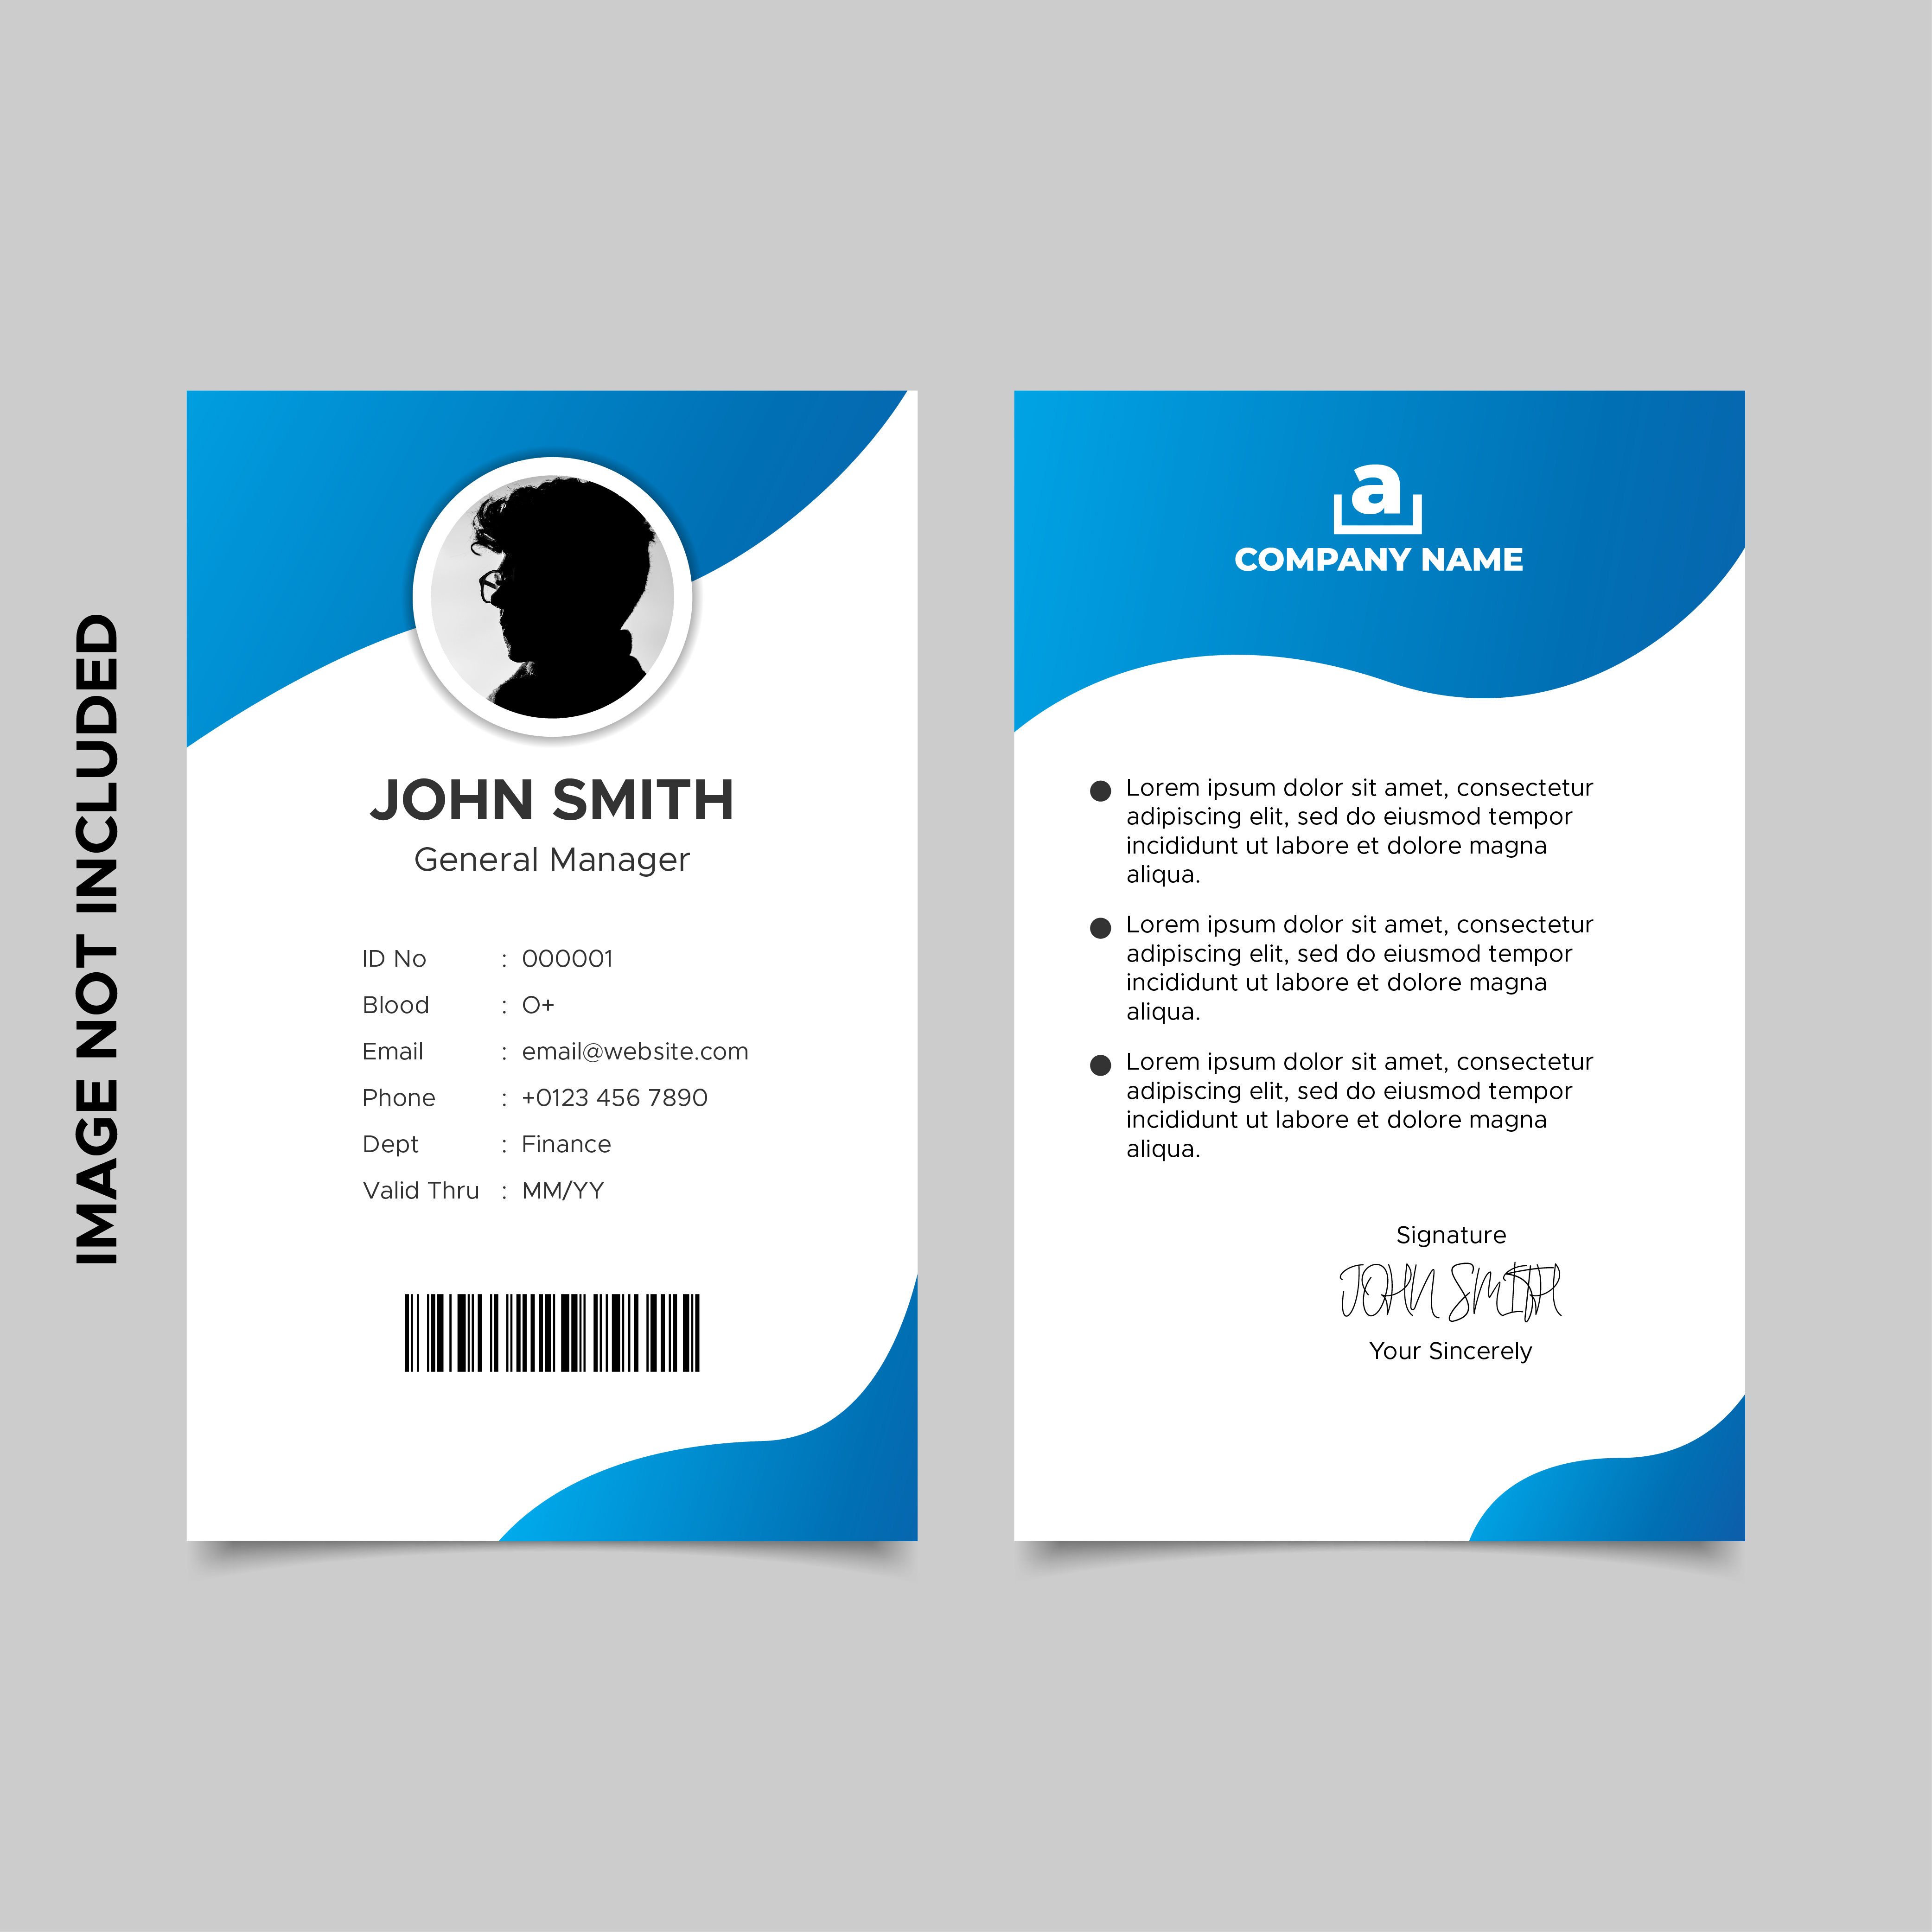 IMAGE NOT INCLUDED
JOHN SMITH
General Manager
ID No : 000001
Blood : O+
Email : email@website.com
Phone : +0123 456 7890
Dept : Finance
Valid Thru : MM/YY
a
COMPANY NAME
Lorem ipsum dolor sit amet, consectetur
adipiscing elit, sed do eiusmod tempor
incididunt ut labore et dolore magna
aliqua.
Lorem ipsum dolor sit amet, consectetur
adipiscing elit, sed do eiusmod tempor
incididunt ut labore et dolore magna
aliqua.
Lorem ipsum dolor sit amet, consectetur
adipiscing elit, sed do eiusmod tempor
incididunt ut labore et dolore magna
aliqua.
Signature
JOHN SMITH
Your Sincerely